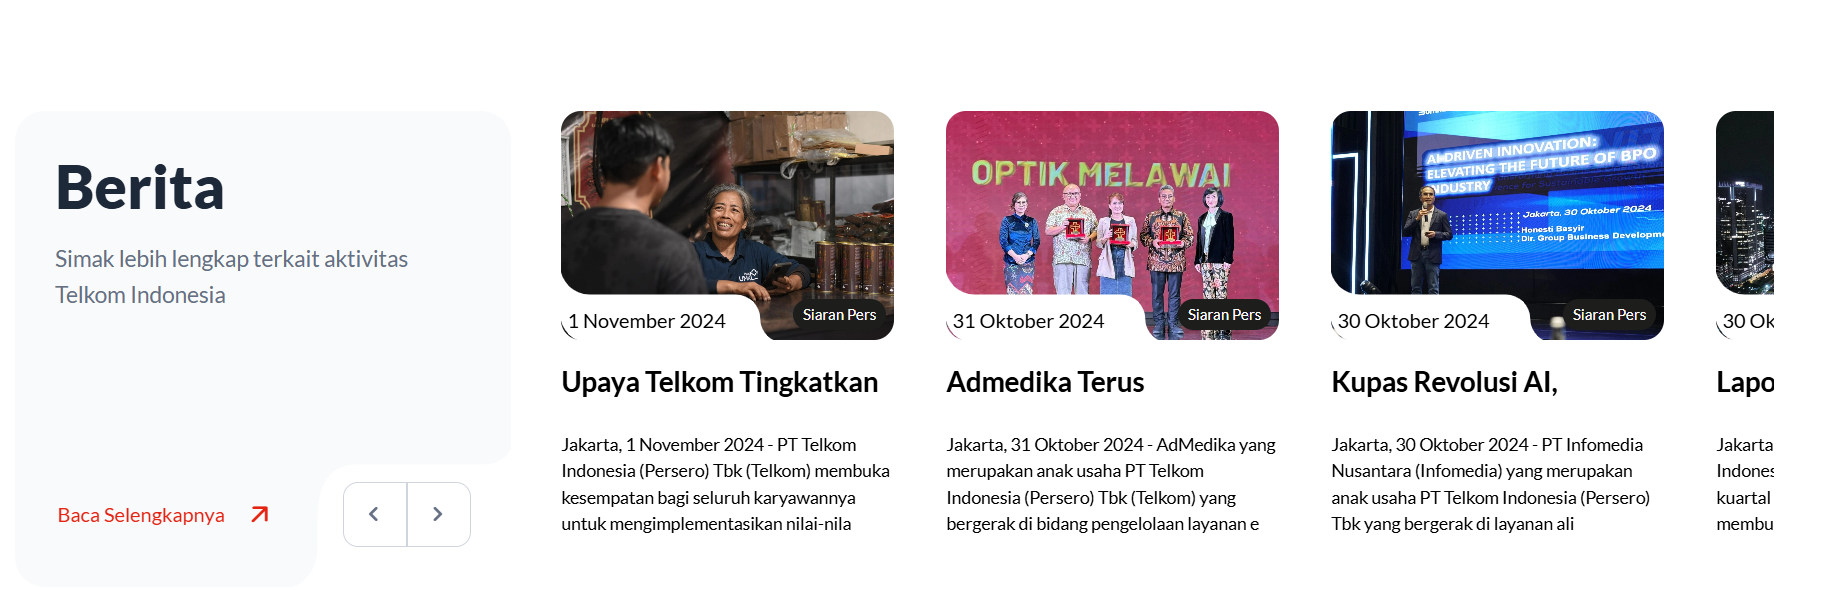 Berita
Simak lebih lengkap terkait aktivitas
Telkom Indonesia
Baca Selengkapnya
1 November 2024
Siaran Pers
Upaya Telkom Tingkatkan
Jakarta, 1 November 2024 - PT Telkom
Indonesia (Persero) Tbk (Telkom) membuka
kesempatan bagi seluruh karyawannya
untuk mengimplementasikan nilai-nila
OPTIK MELAWAI
31 Oktober 2024
Siaran Pers
Admedika Terus
Jakarta, 31 Oktober 2024 - AdMedika yang
merupakan anak usaha PT Telkom
Indonesia (Persero) Tbk (Telkom) yang
bergerak di bidang pengelolaan layanan e
AI-DRIVEN INNOVATION:
ELEVATING THE FUTURE OF BPO
INDUSTRY
Jakarta, 30 Oktober 2024
Honesti Basyir
Dir. Group Business Developme
30 Oktober 2024
Siaran Pers
Kupas Revolusi AI,
Jakarta, 30 Oktober 2024 - PT Infomedia
Nusantara (Infomedia) yang merupakan
anak usaha PT Telkom Indonesia (Persero)
Tbk yang bergerak di layanan ali
30 Ok
Lapo
Jakarta
Indones
kuartal
membu